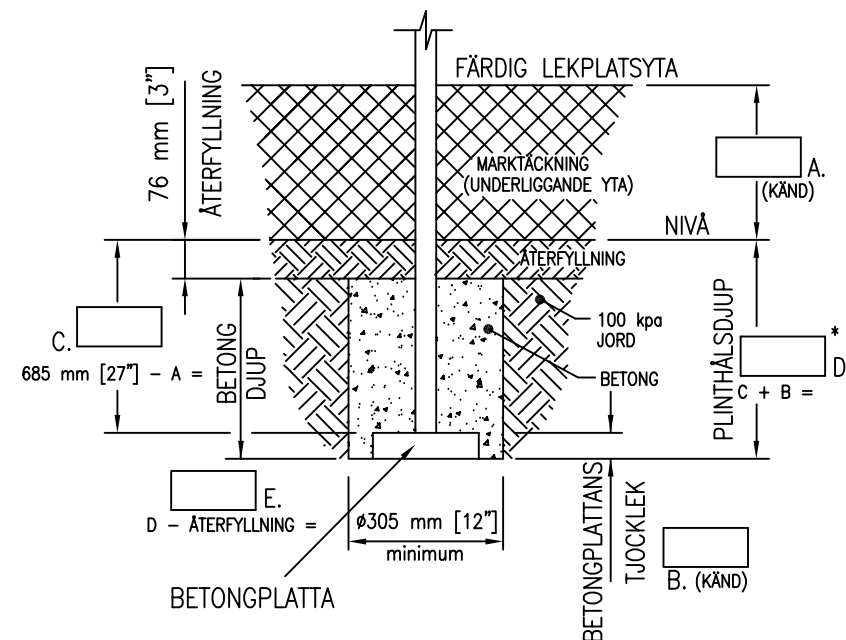 FÄRDIG LEKPLATSYTA
76 mm [3"]
ÅTERFYLLNING
MARKTÄCKNING
(UNDERLIGGANDE YTA)
A.
(KÄND)
NIVÅ
ÅTERFYLLNING
C.
685 mm [27"] - A =
BETONG
DJUP
100 kpa
JORD
BETONG
PLINTHÅLSDJUP
*
D
C + B =
E.
D - ÅTERFYLLNING =
ø305 mm [12"]
minimum
BETONGPLATTANS
TJOCKLEK
B. (KÄND)
BETONGPLATTA